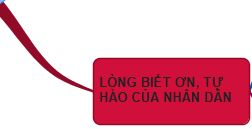 LÒNG BIẾT ƠN, TỰ
HÀO CỦA NHÂN DÂN